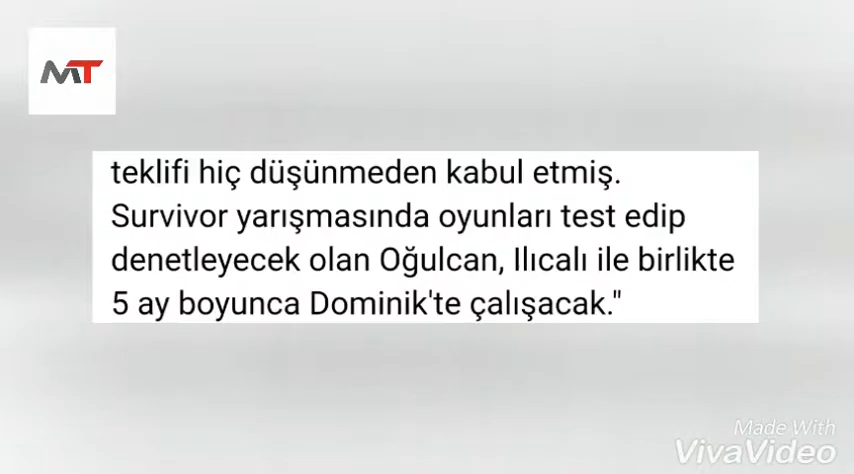 MT
teklifi hiç düşünmeden kabul etmiş.
Survivor yarışmasında oyunları test edip
denetleyecek olan Oğulcan, Ilıcalı ile birlikte
5 ay boyunca Dominik'te çalışacak."
Made With
VivaVideo